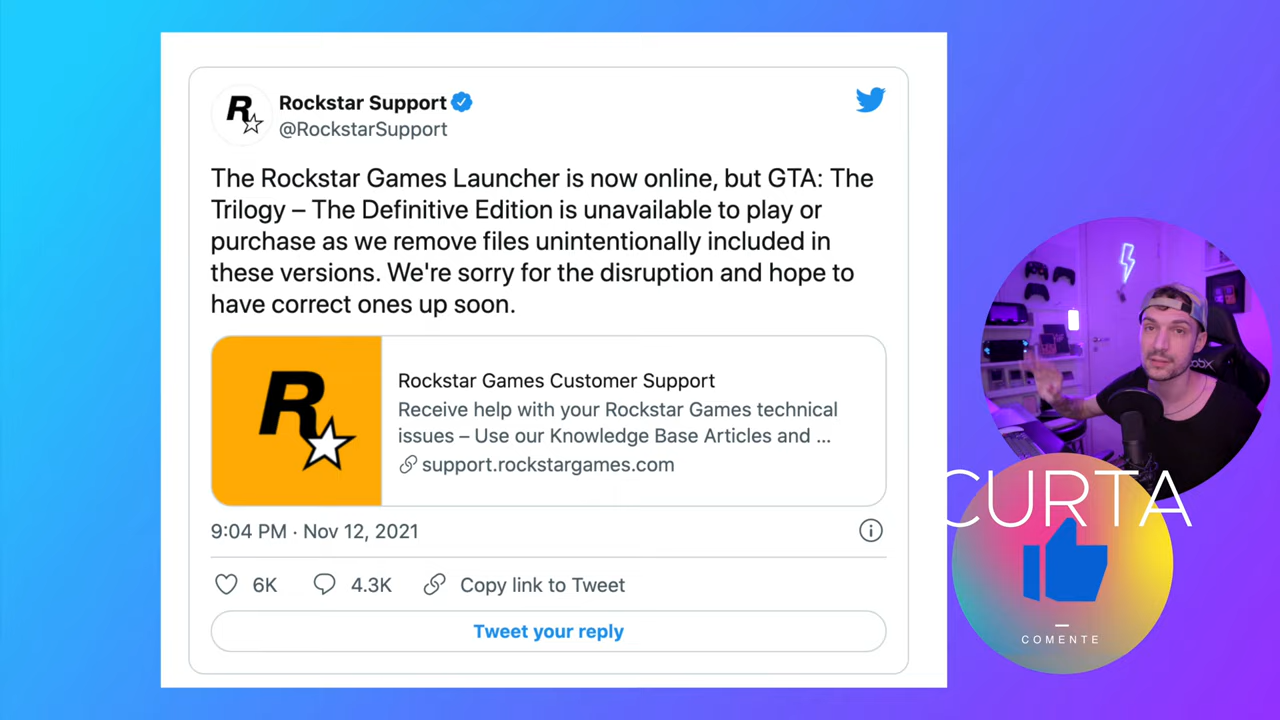 Rockstar Support
@RockstarSupport
The Rockstar Games Launcher is now online, but GTA: The
Trilogy – The Definitive Edition is unavailable to play or
purchase as we remove files unintentionally included in
these versions. We're sorry for the disruption and hope to
have correct ones up soon.
R
Rockstar Games Customer Support
Receive help with your Rockstar Games technical
issues – Use our Knowledge Base Articles and ...
support.rockstargames.com
9:04 PM · Nov 12, 2021
6K 4.3K Copy link to Tweet
Tweet your reply
CURTA
COMENTE